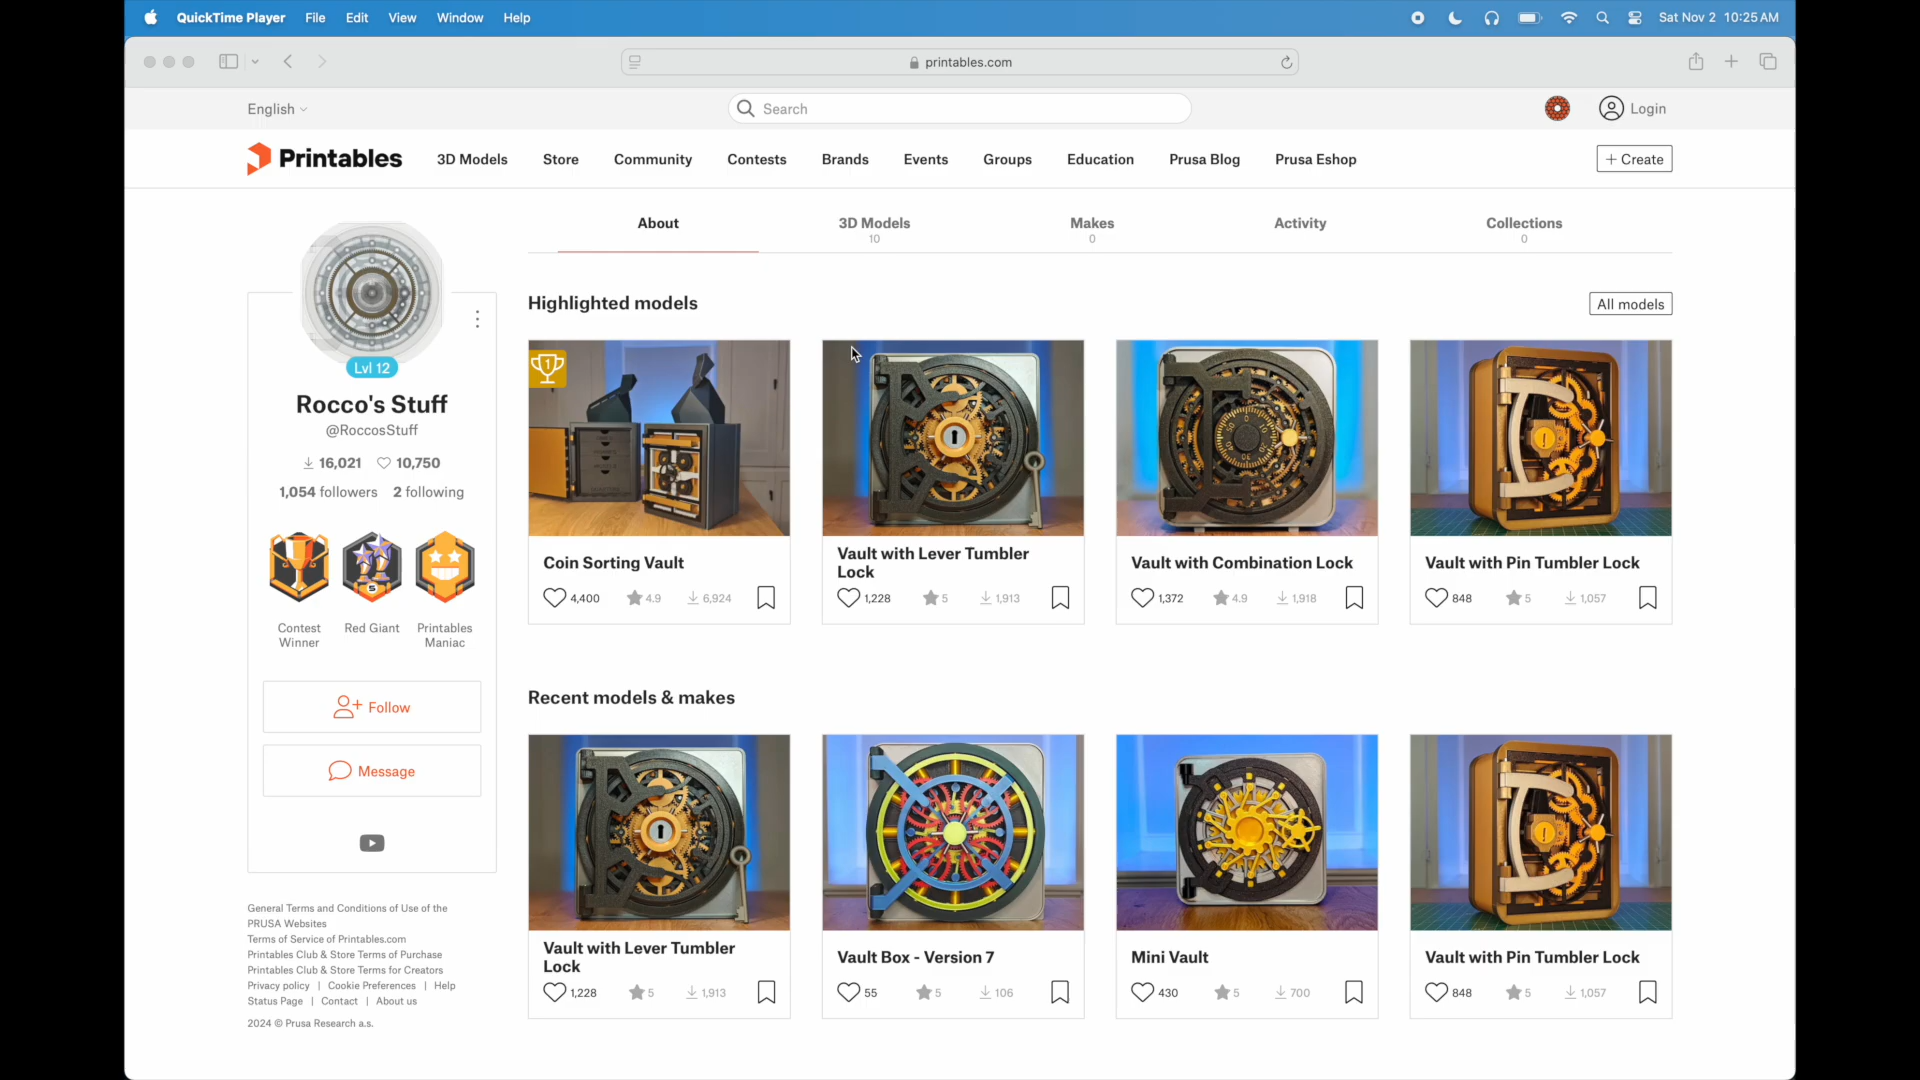 QuickTime Player File Edit View Window Help Sat Nov 2 10:25 AM
printables.com
English Search Login
Printables 3D Models Store Community Contests Brands Events Groups Education Prusa Blog Prusa Eshop + Create
About 3D Models Makes Activity Collections
10 0 0
Highlighted models All models
Lvl 12
Rocco's Stuff
@RoccosStuff
16,021 10,750
1,054 followers 2 following
5
Contest Red Giant Printables
Winner Maniac
Follow
Message
1
Coin Sorting Vault
4,400 4.9 6,924
Vault with Lever Tumbler
Lock
1,228 5 1,913
Vault with Combination Lock
1,372 4.9 1,918
Vault with Pin Tumbler Lock
848 5 1,057
Recent models & makes
Vault with Lever Tumbler
Lock
1,228 5 1,913
Vault Box - Version 7
55 5 106
Mini Vault
430 5 700
Vault with Pin Tumbler Lock
848 5 1,057
General Terms and Conditions of Use of the
PRUSA Websites
Terms of Service of Printables.com
Printables Club & Store Terms of Purchase
Printables Club & Store Terms for Creators
Privacy policy | Cookie Preferences | Help
Status Page | Contact | About us
2024 © Prusa Research a.s.